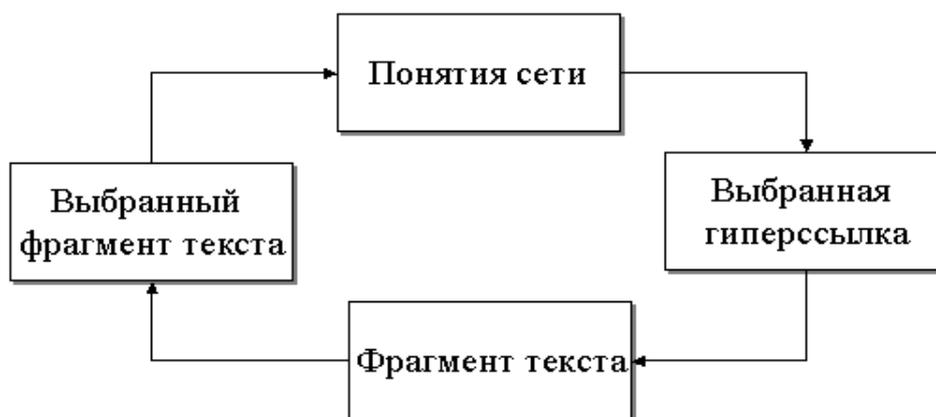 Понятия сети
Выбранный
фрагмент текста
Выбранная
гиперссылка
Фрагмент текста